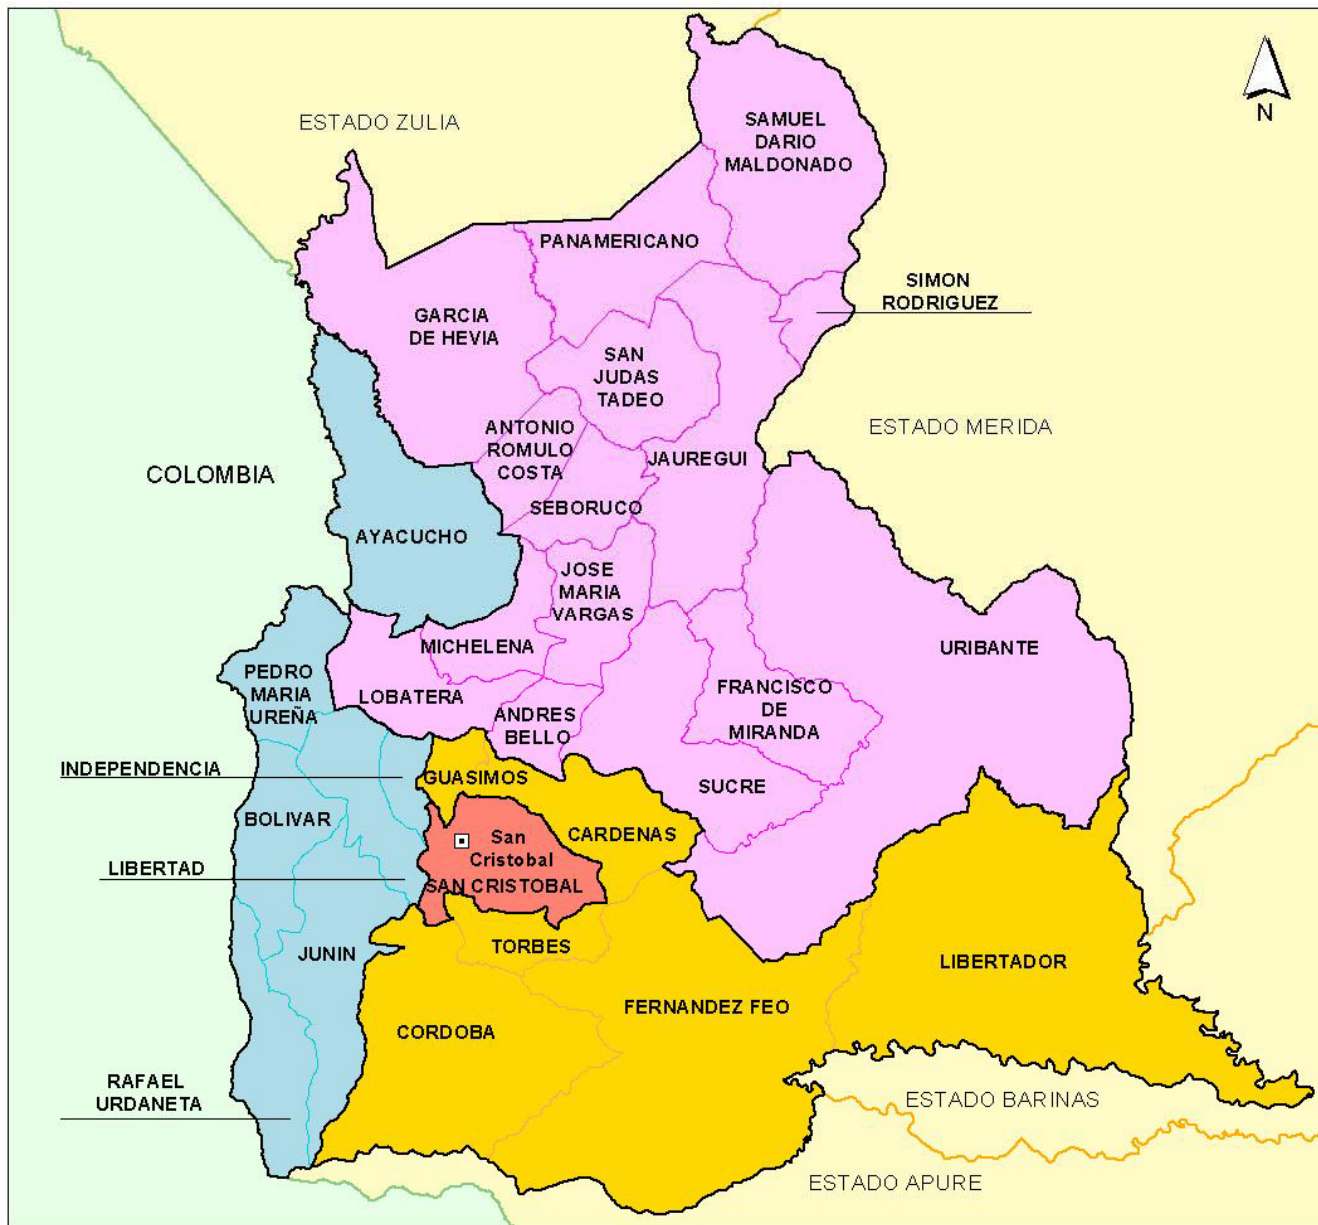 ESTADO ZULIA
N
SAMUEL
DARIO
MALDONADO
PANAMERICANO
SIMON
RODRIGUEZ
GARCIA
DE HEVIA
SAN
JUDAS
TADEO
ESTADO MERIDA
ANTONIO
ROMULO
COSTA
JAUREGUI
COLOMBIA
SEBORUCO
AYACUCHO
JOSE
MARIA
VARGAS
MICHELENA
URIBANTE
PEDRO
MARIA
UREÑA
LOBATERA
FRANCISCO
DE
MIRANDA
ANDRES
BELLO
INDEPENDENCIA
GUASIMOS
SUCRE
BOLIVAR
CARDENAS
San
Cristobal
LIBERTAD
SAN CRISTOBAL
JUNIN
TORBES
LIBERTADOR
FERNANDEZ FEO
CORDOBA
RAFAEL
URDANETA
ESTADO BARINAS
ESTADO APURE